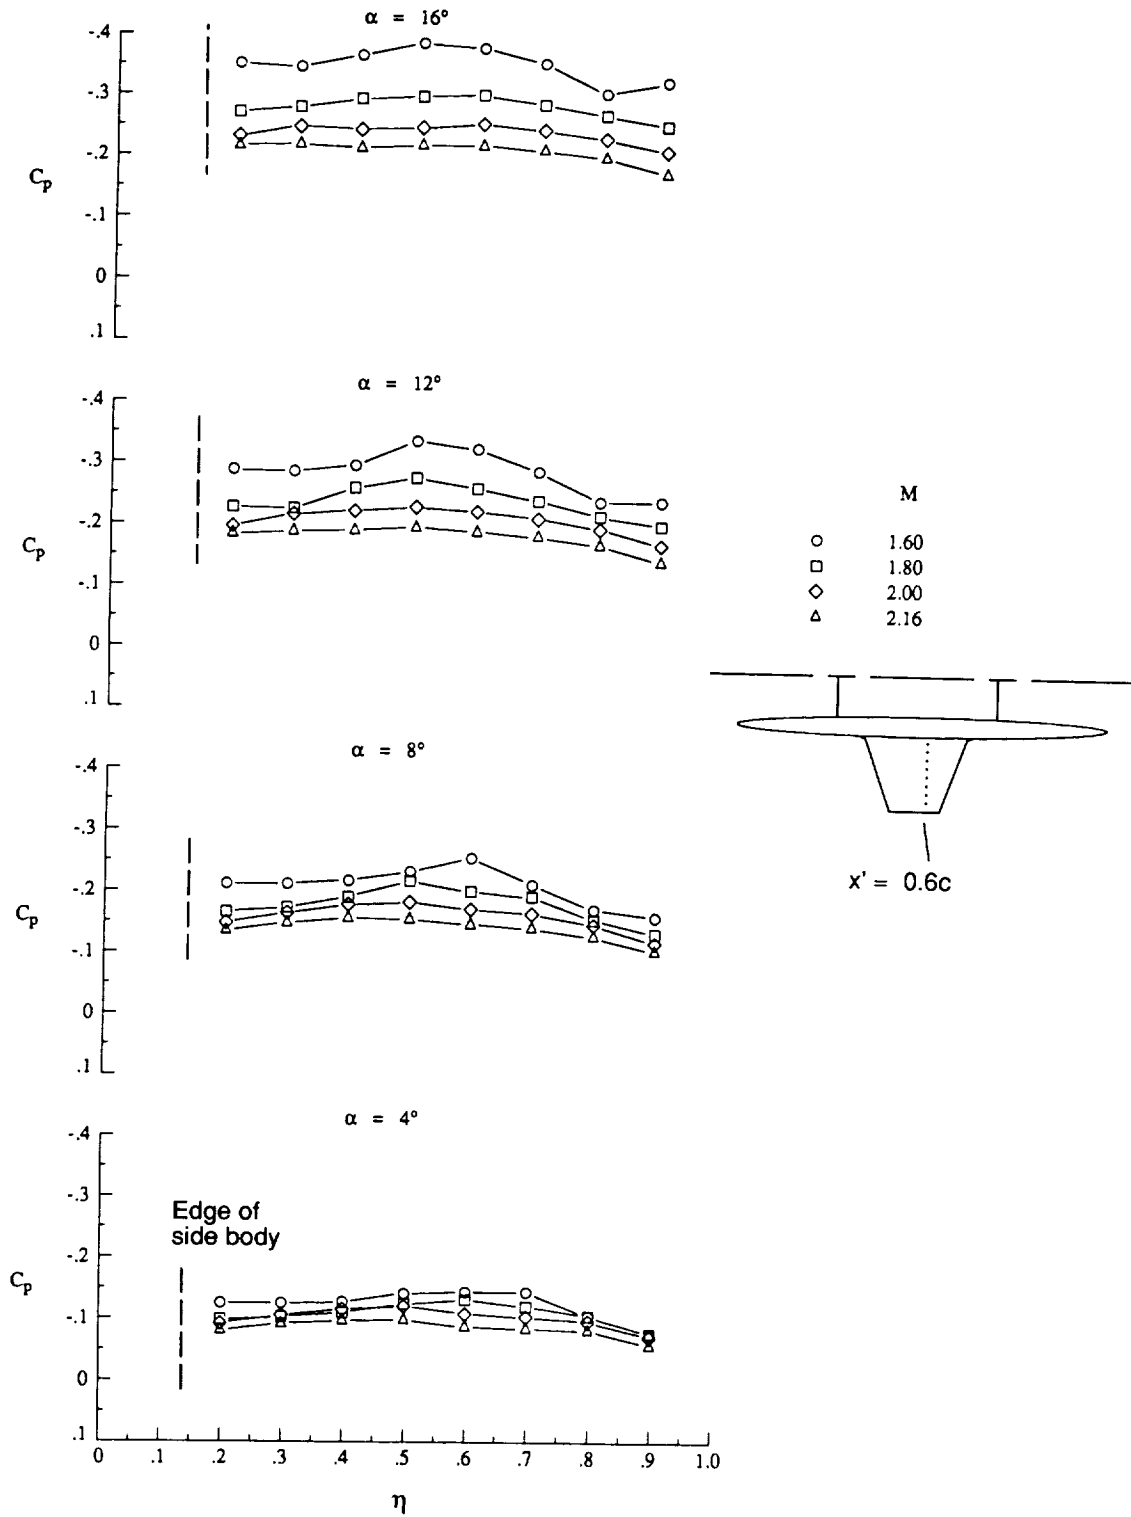 α = 16°
-.4
-.3
-.2
-.1
0
.1
Cp
α = 12°
-.4
-.3
-.2
-.1
0
.1
Cp
M
1.60
1.80
2.00
2.16
x' = 0.6c
α = 8°
-.4
-.3
-.2
-.1
0
.1
Cp
α = 4°
-.4
-.3
-.2
-.1
0
.1
Cp
Edge of
side body
0 .1 .2 .3 .4 .5 .6 .7 .8 .9 1.0
η